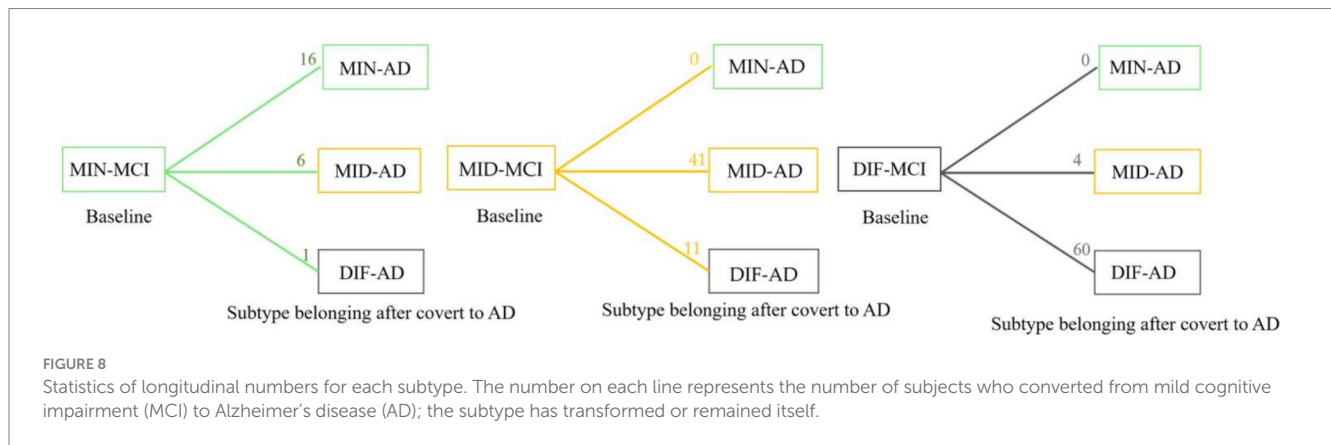 16
MIN-AD
MIN-MCI
6
MID-AD
Baseline
1
DIF-AD
Subtype belonging after covert to AD
0
MIN-AD
MID-MCI
41
MID-AD
Baseline
11
DIF-AD
Subtype belonging after covert to AD
0
MIN-AD
DIF-MCI
4
MID-AD
Baseline
60
DIF-AD
Subtype belonging after covert to AD
FIGURE 8
Statistics of longitudinal numbers for each subtype. The number on each line represents the number of subjects who converted from mild cognitive
impairment (MCI) to Alzheimer’s disease (AD); the subtype has transformed or remained itself.